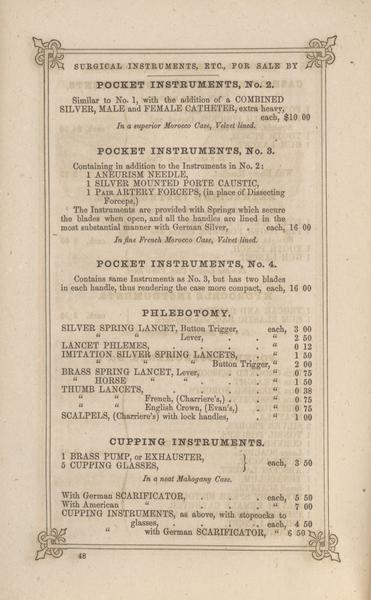 SURGICAL INSTRUMENTS, ETC., FOR SALE BY
POCKET INSTRUMENTS, No. 2.
Similar to No. 1, with the addition of a COMBINED
SILVER, MALE and FEMALE CATHETER, extra heavy,
each, $10 00
In a superior Morocco Case, Velvet lined.
POCKET INSTRUMENTS, No. 3.
Containing in addition to the Instruments in No. 2:
1 ANEURISM NEEDLE,
1 SILVER MOUNTED PORTE CAUSTIC,
1 PAIR ARTERY FORCEPS, (in place of Dissecting
Forceps,)
The Instruments are provided with Springs which secure
the blades when open, and all the handles are lined in the
most substantial manner with German Silver, . each, 16 00
In fine French Morocco Case, Velvet lined.
POCKET INSTRUMENTS, No. 4.
Contains same Instruments as No. 3, but has two blades
in each handle, thus rendering the case more compact, each, 16 00
PHLEBOTOMY.
SILVER SPRING LANCET, Button Trigger, each, 3 00
" " " Lever, . . " 2 50
LANCET PHLEMES, . . . . " 0 12
IMITATION SILVER SPRING LANCETS, . . " 1 50
" " " " Button Trigger, " 2 00
BRASS SPRING LANCET, Lever, . . " 0 75
" HORSE " " . . " 1 50
THUMB LANCETS, . . . . " 0 38
" " French, (Charriere's,) . " 0 75
" " English Crown, (Evan's,) " 0 75
SCALPELS, (Charriere's) with lock handles, . " 1 00
CUPPING INSTRUMENTS.
1 BRASS PUMP, or EXHAUSTER, }
5 CUPPING GLASSES, } each, 3 50
In a neat Mahogany Case.
With German SCARIFICATOR, . . . each, 5 50
With American " . . . " 7 00
CUPPING INSTRUMENTS, as above, with stopcocks to
glasses, . . . . each, 4 50
" with German SCARIFICATOR, " 6 50
48